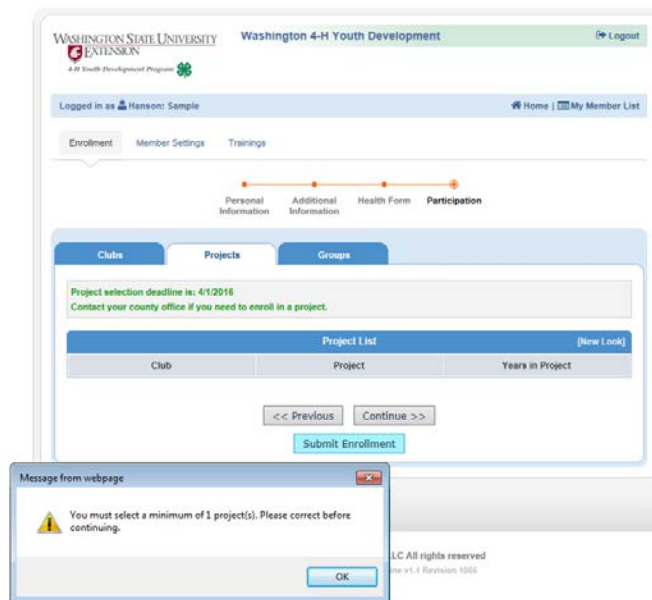 WASHINGTON STATE UNIVERSITY
EXTENSION
4-H Youth Development Program
Washington 4-H Youth Development
Logout
Logged in as Hanson: Sample
Home | My Member List
Enrollment Member Settings Trainings
Personal Information
Additional Information
Health Form
Participation
Clubs Projects Groups
Project selection deadline is: 4/1/2016
Contact your county office if you need to enroll in a project.
Project List [New Look]
Club Project Years in Project
<< Previous Continue >>
Submit Enrollment
Message from webpage
You must select a minimum of 1 project(s). Please correct before
continuing.
OK
LC All rights reserved
ine v1.1 Revision 1066